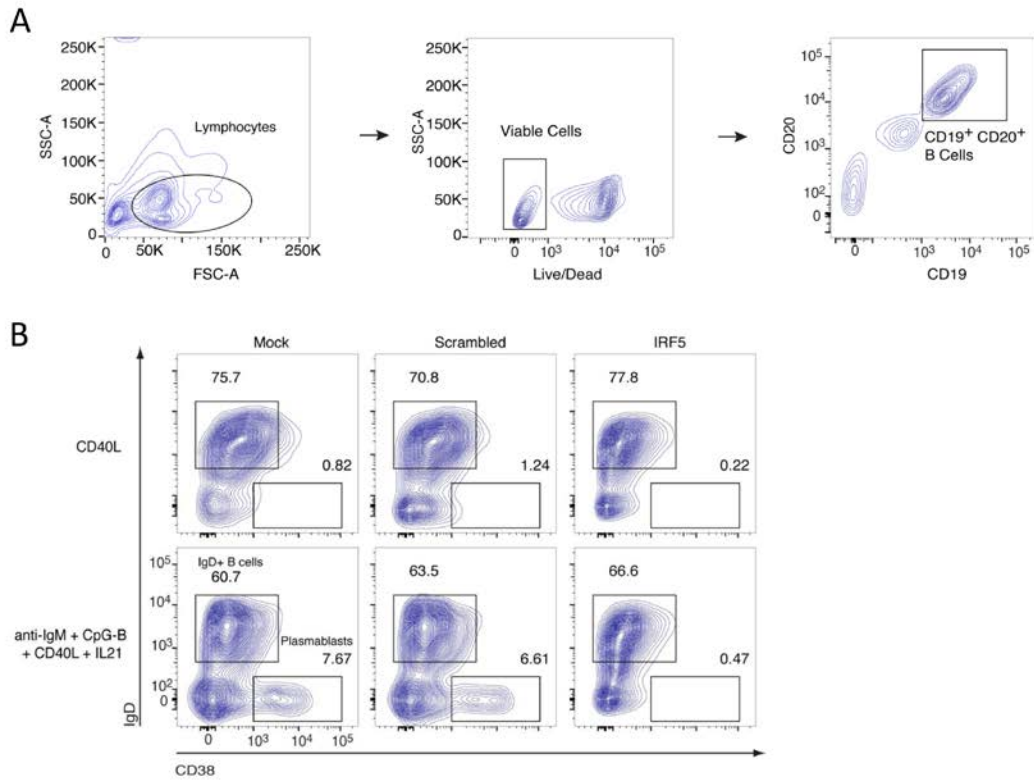 A
250K
200K
150K
100K
50K
0
SSC-A
Lymphocytes
0
50K
150K
250K
FSC-A
250K
200K
150K
100K
50K
0
SSC-A
Viable Cells
0
10³
10⁴
10⁵
Live/Dead
10⁵
10⁴
10³
10²
0
CD20
CD19⁺ CD20⁺
B Cells
0
10³
10⁴
10⁵
CD19
B
Mock
Scrambled
IRF5
CD40L
75.7
0.82
70.8
1.24
77.8
0.22
anti-IgM + CpG-B
+ CD40L + IL21
10⁵
10⁴
10³
10²
0
IgD+ B cells
60.7
Plasmablasts
7.67
63.5
6.61
66.6
0.47
0
10³
10⁴
10⁵
IgD
CD38